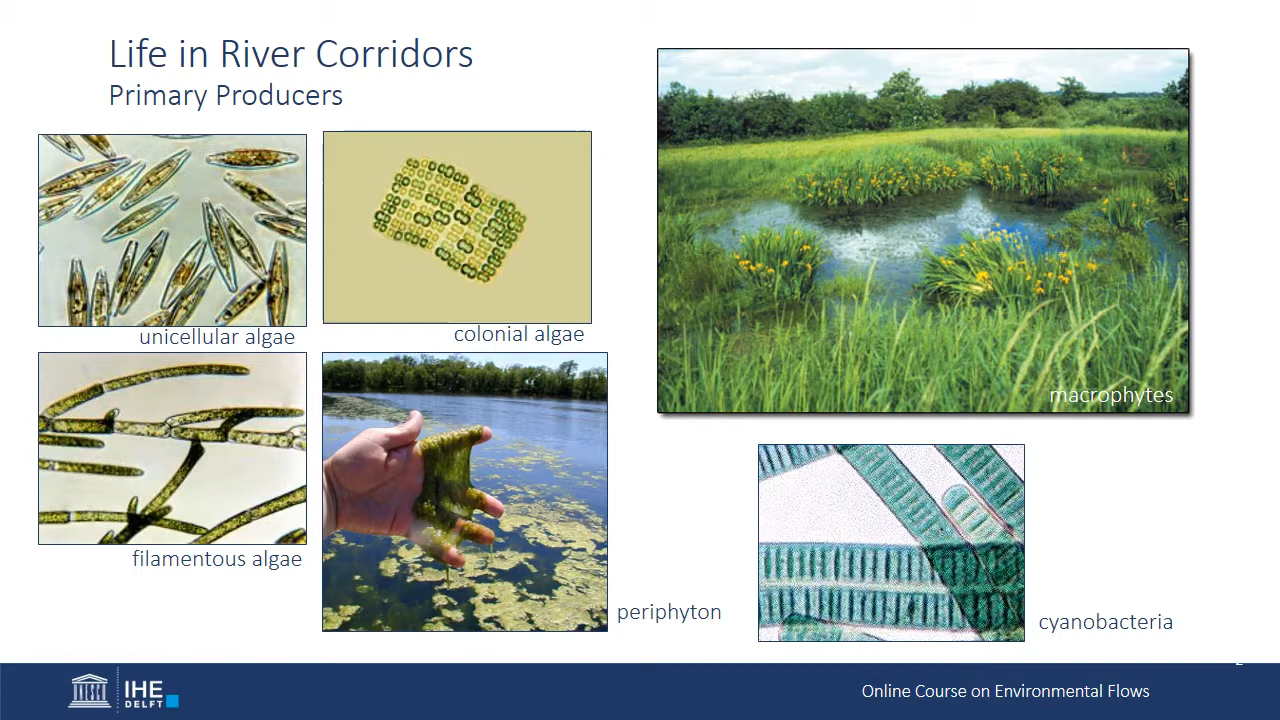 Life in River Corridors
Primary Producers
unicellular algae
colonial algae
macrophytes
filamentous algae
periphyton
cyanobacteria
UNESCO
IHE
DELFT
Online Course on Environmental Flows